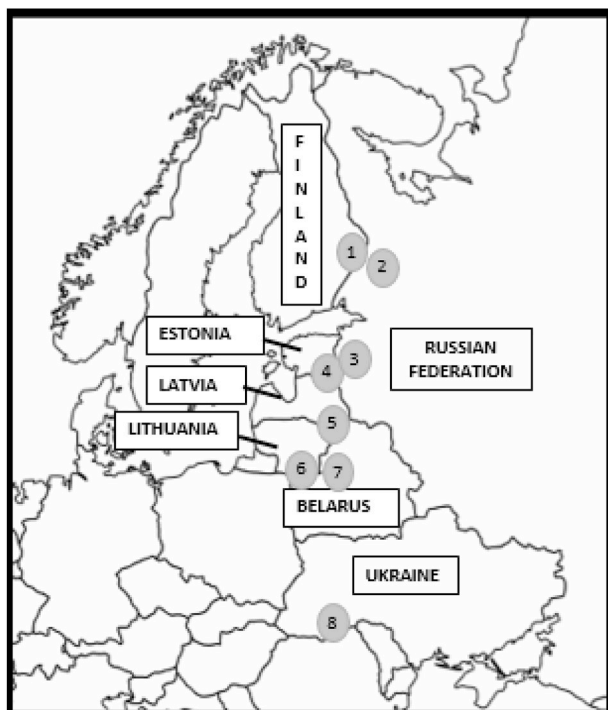 F
I
N
L
A
N
D
1
2
ESTONIA
3
RUSSIAN
FEDERATION
4
LATVIA
LITHUANIA
5
6
7
BELARUS
UKRAINE
8